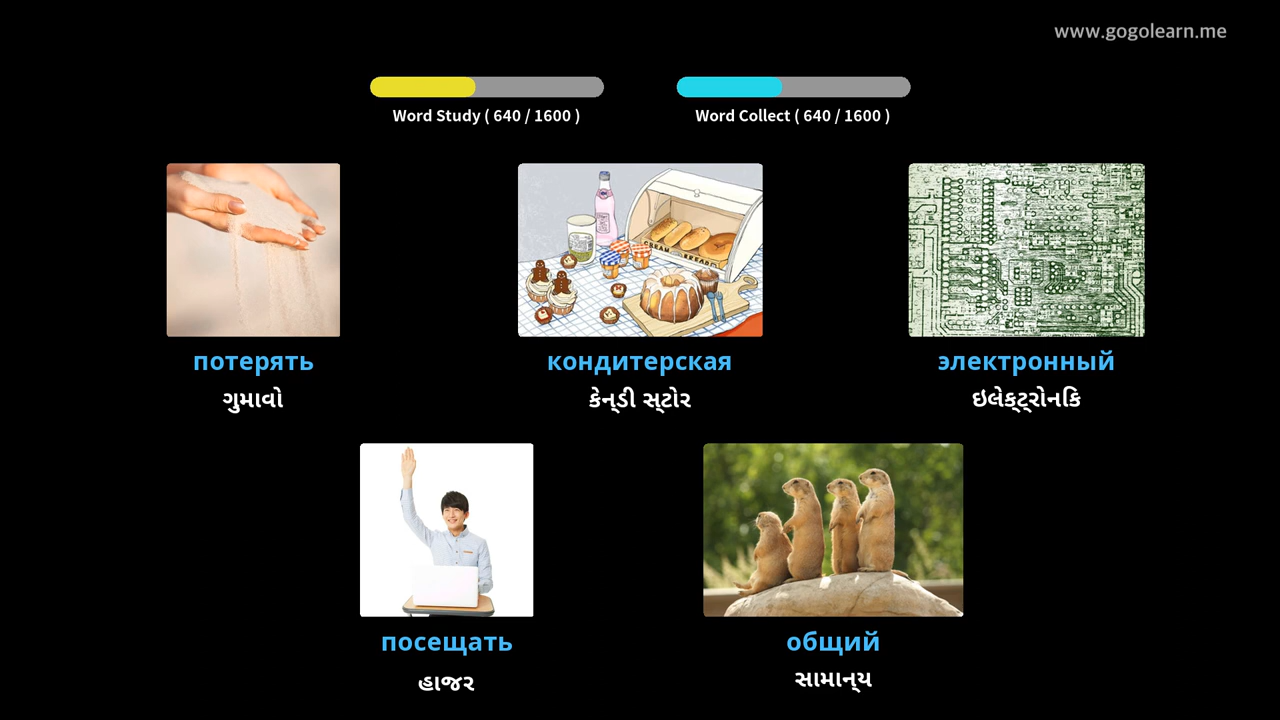 www.gogolearn.me
Word Study ( 640 / 1600 )
Word Collect ( 640 / 1600 )
потерять
ગુમાવો
кондитерская
કેન્ડી સ્ટોર
электронный
ઇલેક્ટ્રોનિક
посещать
હાજર
общий
સામાન્ય